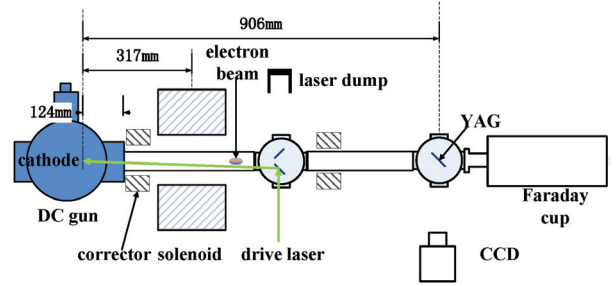 906mm
317mm
electron
beam
laser dump
124mm
YAG
cathode
DC gun
Faraday
cup
corrector solenoid
drive laser
CCD